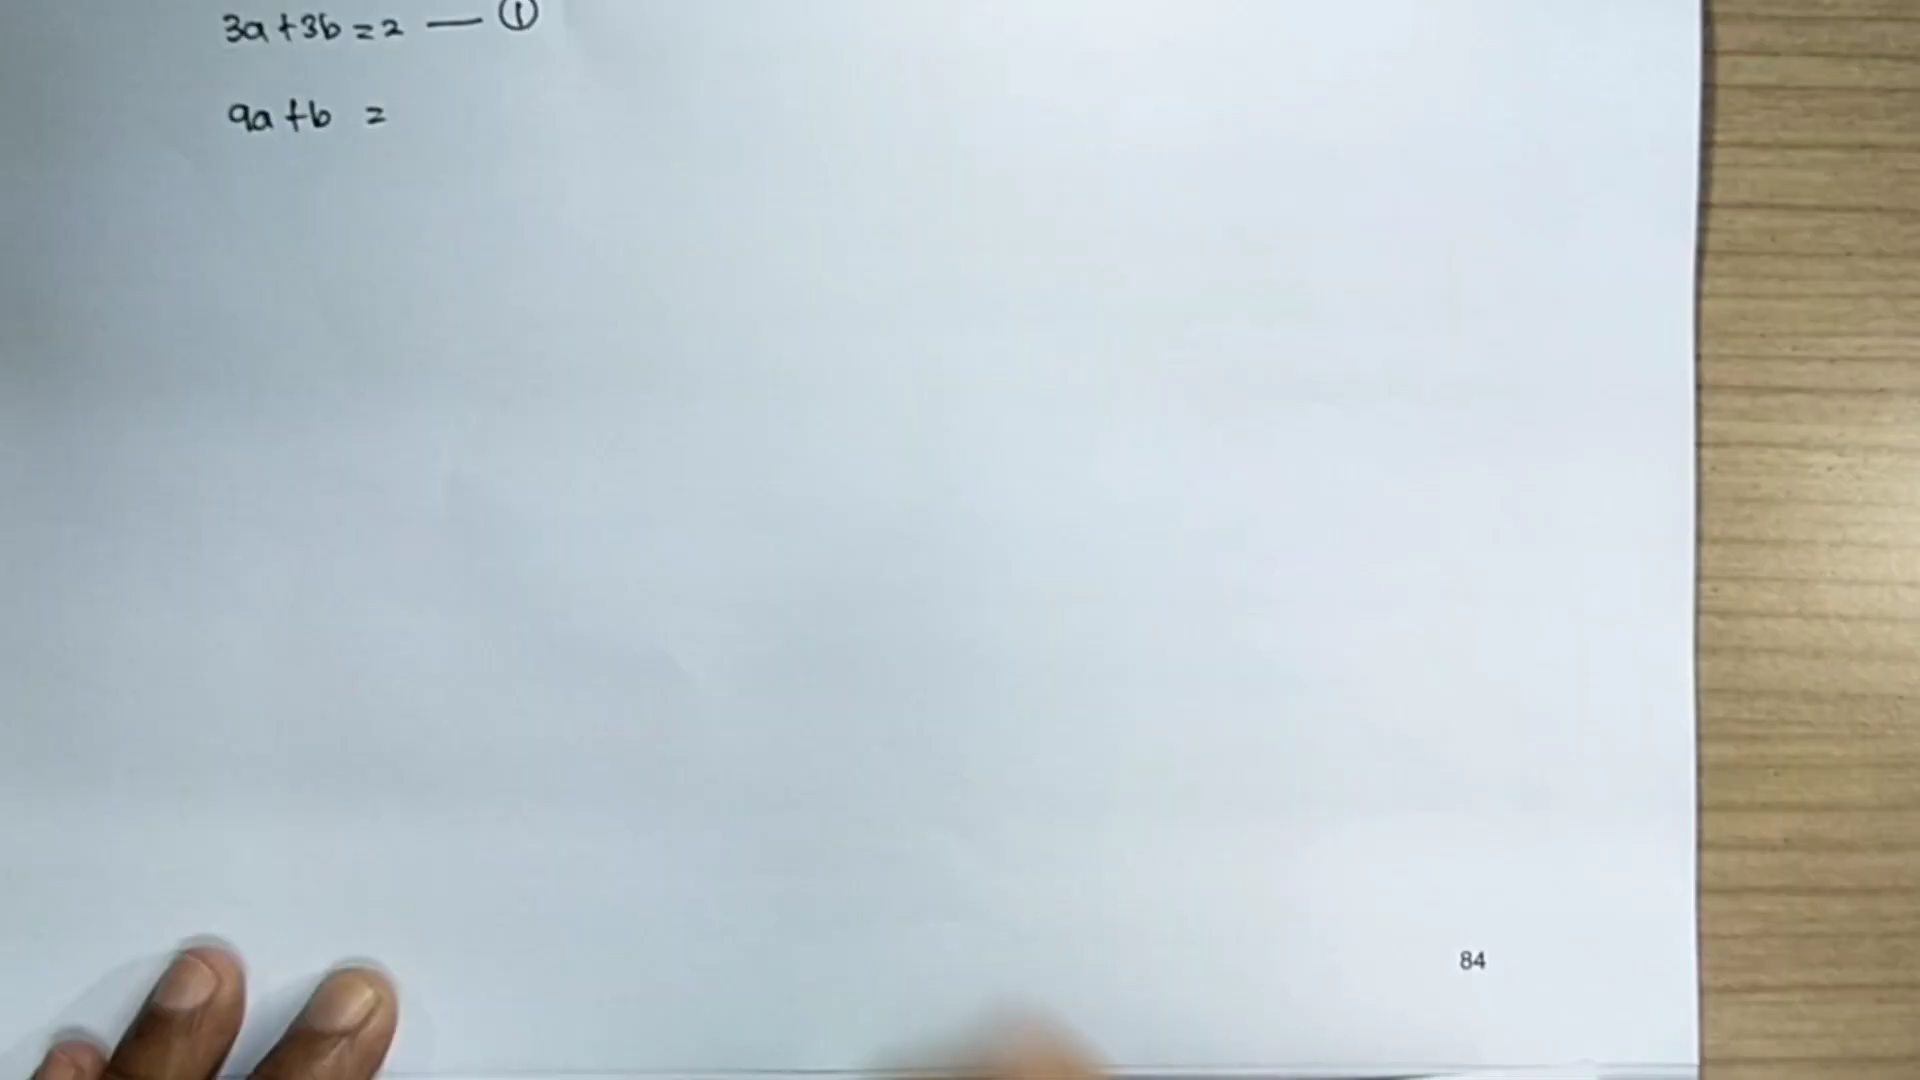 3a+3b=2 — ①
9a+b =
84